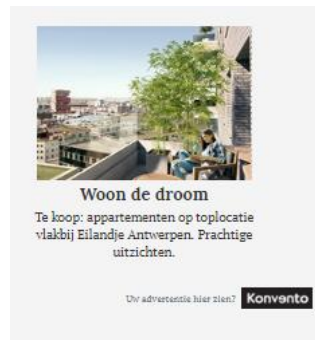 Woon de droom
Te koop: appartementen op toplocatie
vlakbij Eilandje Antwerpen. Prachtige
uitzichten.
Uw advertentie hier zien? Konvento